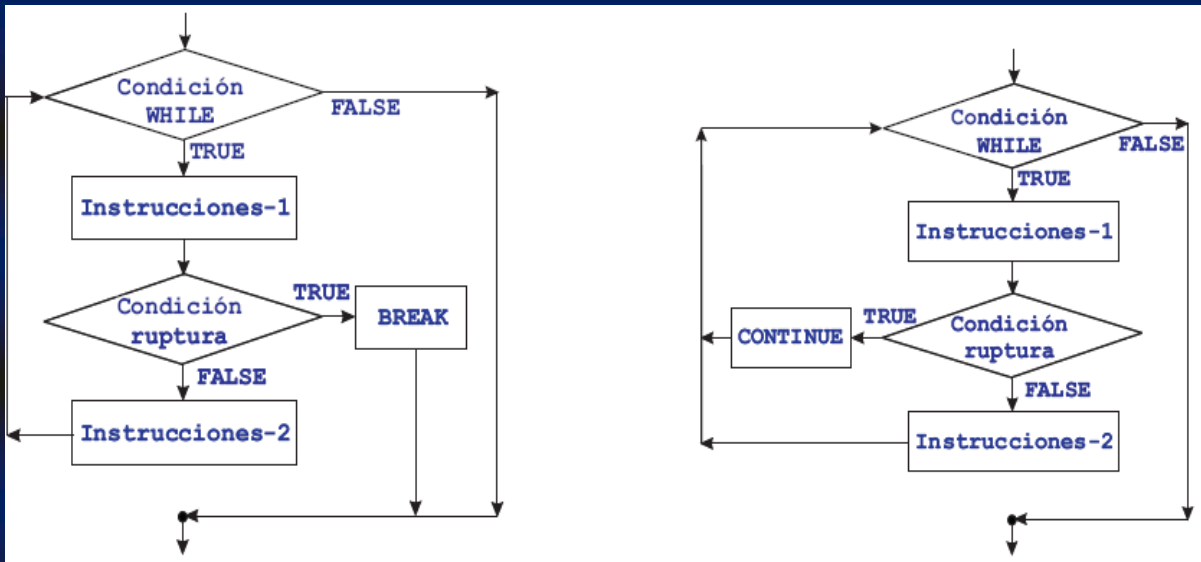 Condición
WHILE
FALSE
TRUE
Instrucciones-1
Condición
ruptura
TRUE
BREAK
FALSE
Instrucciones-2
Condición
WHILE
FALSE
TRUE
Instrucciones-1
Condición
ruptura
TRUE
CONTINUE
FALSE
Instrucciones-2